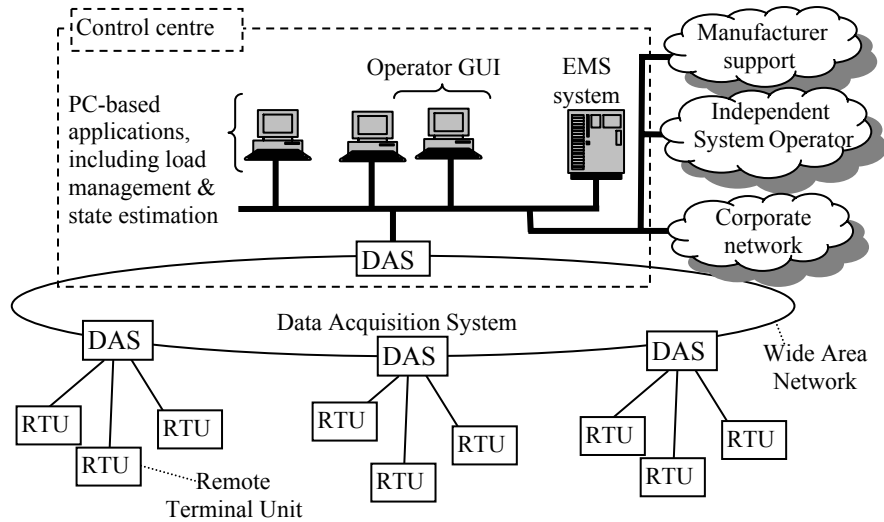 Control centre
Manufacturer
support
Operator GUI
EMS
system
PC-based
applications,
including load
management &
state estimation
Independent
System Operator
Corporate
network
DAS
DAS
Data Acquisition System
DAS
DAS
Wide Area
Network
RTU
RTU
RTU
RTU
RTU
RTU
RTU
RTU
RTU
Remote
Terminal Unit